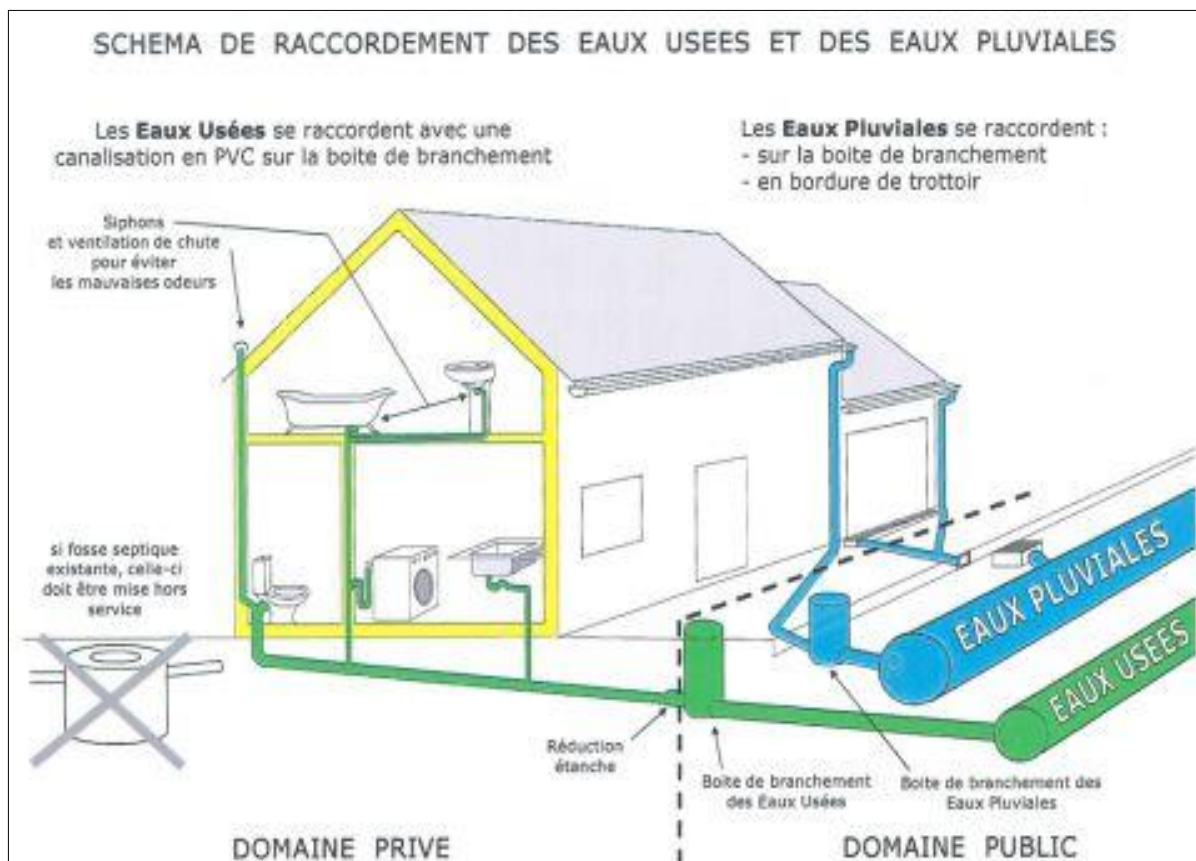 SCHEMA DE RACCORDEMENT DES EAUX USEES ET DES EAUX PLUVIALES
Les Eaux Usées se raccordent avec une
canalisation en PVC sur la boite de branchement
Les Eaux Pluviales se raccordent :
- sur la boite de branchement
- en bordure de trottoir
Siphons
et ventilation de chute
pour éviter
les mauvaises odeurs
si fosse septique
existante, celle-ci
doit être mise hors
service
EAUX PLUVIALES
EAUX USEES
Réduction
étanche
Boite de branchement
des Eaux Usées
Boite de branchement des
Eaux Pluviales
DOMAINE PRIVE
DOMAINE PUBLIC